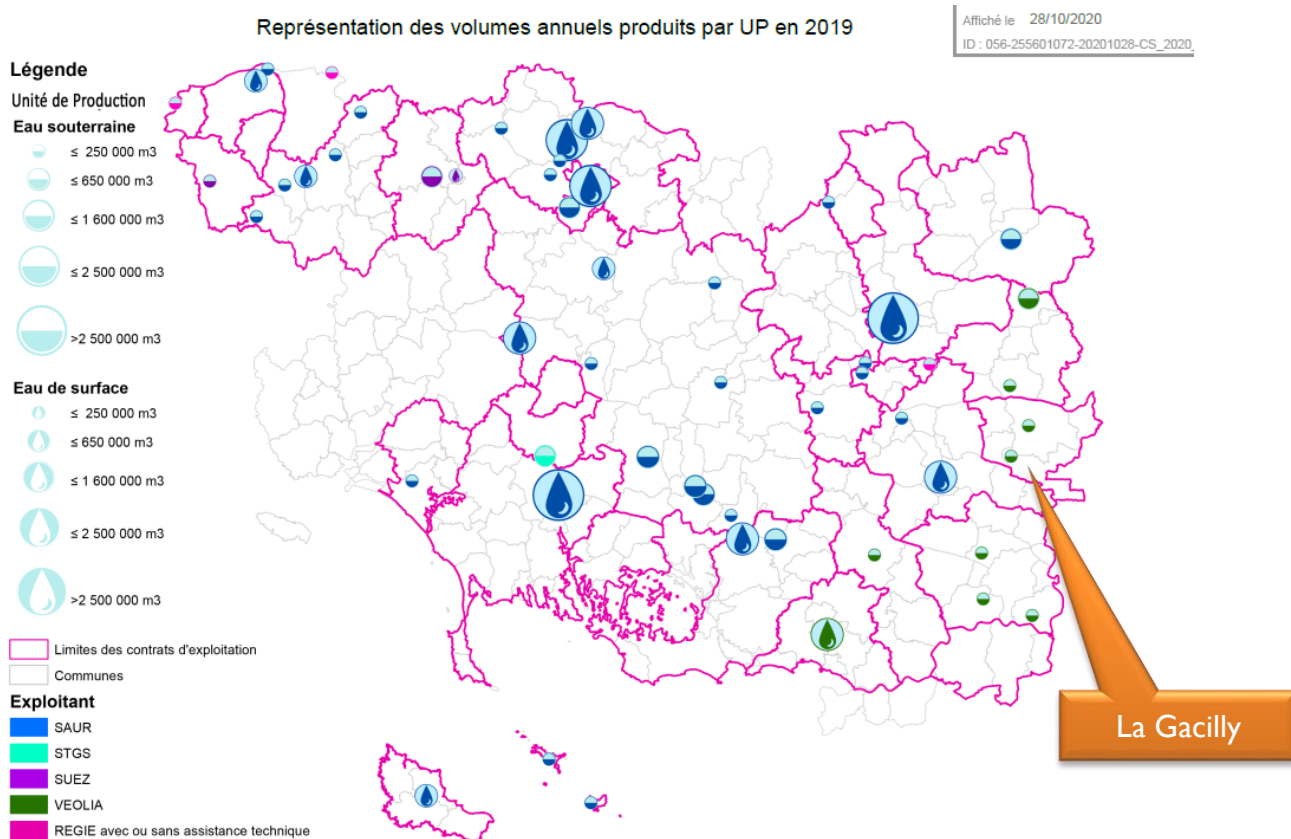 Représentation des volumes annuels produits par UP en 2019
Affiché le 28/10/2020
ID : 056-255601072-20201028-CS_2020_
Légende
Unité de Production
Eau souterraine
≤ 250 000 m3
≤ 650 000 m3
≤ 1 600 000 m3
≤ 2 500 000 m3
>2 500 000 m3
Eau de surface
≤ 250 000 m3
≤ 650 000 m3
≤ 1 600 000 m3
≤ 2 500 000 m3
>2 500 000 m3
Limites des contrats d'exploitation
Communes
Exploitant
SAUR
STGS
SUEZ
VEOLIA
REGIE avec ou sans assistance technique
La Gacilly